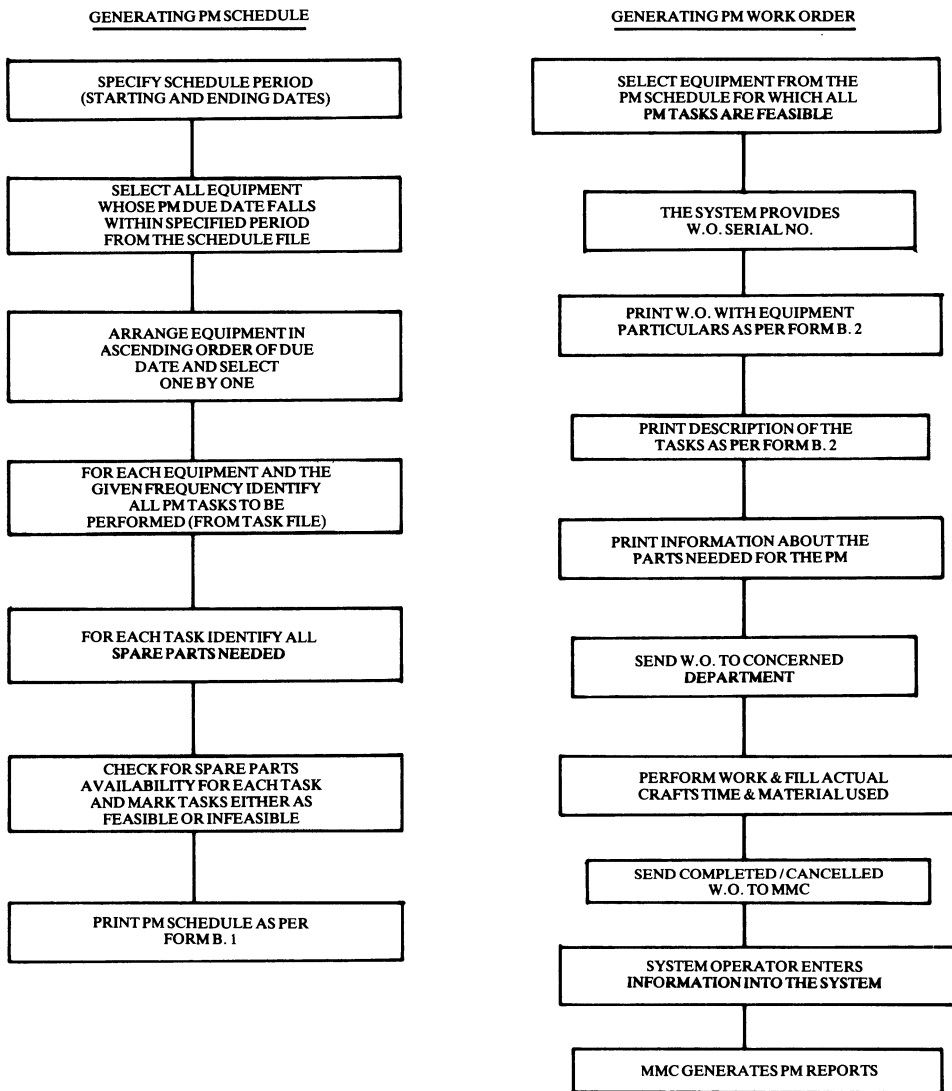 GENERATING PM SCHEDULE
SPECIFY SCHEDULE PERIOD
(STARTING AND ENDING DATES)
SELECT ALL EQUIPMENT
WHOSE PM DUE DATE FALLS
WITHIN SPECIFIED PERIOD
FROM THE SCHEDULE FILE
ARRANGE EQUIPMENT IN
ASCENDING ORDER OF DUE
DATE AND SELECT
ONE BY ONE
FOR EACH EQUIPMENT AND THE
GIVEN FREQUENCY IDENTIFY
ALL PM TASKS TO BE
PERFORMED (FROM TASK FILE)
FOR EACH TASK IDENTIFY ALL
SPARE PARTS NEEDED
CHECK FOR SPARE PARTS
AVAILABILITY FOR EACH TASK
AND MARK TASKS EITHER AS
FEASIBLE OR INFEASIBLE
PRINT PM SCHEDULE AS PER
FORM B. 1
GENERATING PM WORK ORDER
SELECT EQUIPMENT FROM THE
PM SCHEDULE FOR WHICH ALL
PM TASKS ARE FEASIBLE
THE SYSTEM PROVIDES
W.O. SERIAL NO.
PRINT W.O. WITH EQUIPMENT
PARTICULARS AS PER FORM B. 2
PRINT DESCRIPTION OF THE
TASKS AS PER FORM B. 2
PRINT INFORMATION ABOUT THE
PARTS NEEDED FOR THE PM
SEND W.O. TO CONCERNED
DEPARTMENT
PERFORM WORK & FILL ACTUAL
CRAFTS TIME & MATERIAL USED
SEND COMPLETED / CANCELLED
W.O. TO MMC
SYSTEM OPERATOR ENTERS
INFORMATION INTO THE SYSTEM
MMC GENERATES PM REPORTS